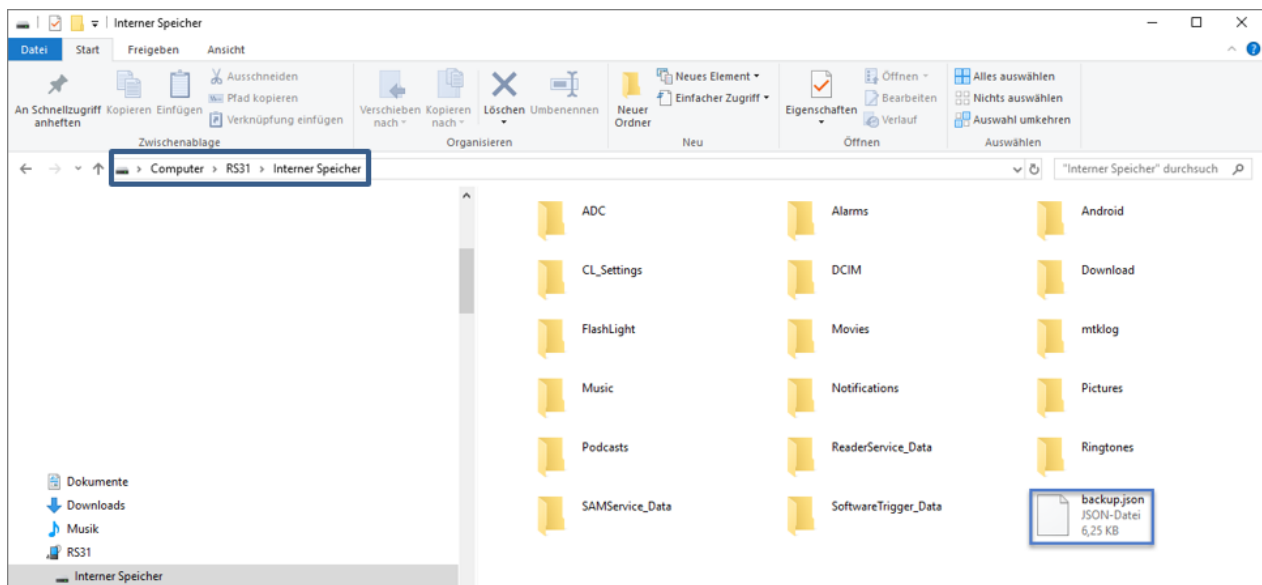 Interner Speicher
Datei Start Freigeben Ansicht
An Schnellzugriff anheften
Kopieren Einfügen
Ausschneiden
Pfad kopieren
Verknüpfung einfügen
Zwischenablage
Verschieben nach
Kopieren nach
Löschen Umbenennen
Organisieren
Neuer Ordner
Neues Element
Einfacher Zugriff
Neu
Eigenschaften
Öffnen
Bearbeiten
Verlauf
Öffnen
Alles auswählen
Nichts auswählen
Auswahl umkehren
Auswählen
Computer › RS31 › Interner Speicher
"Interner Speicher" durchsuch
Dokumente
Downloads
Musik
RS31
Interner Speicher
ADC Alarms Android
CL_Settings DCIM Download
FlashLight Movies mtklog
Music Notifications Pictures
Podcasts ReaderService_Data Ringtones
SAMService_Data SoftwareTrigger_Data backup.json
JSON-Datei
6,25 KB